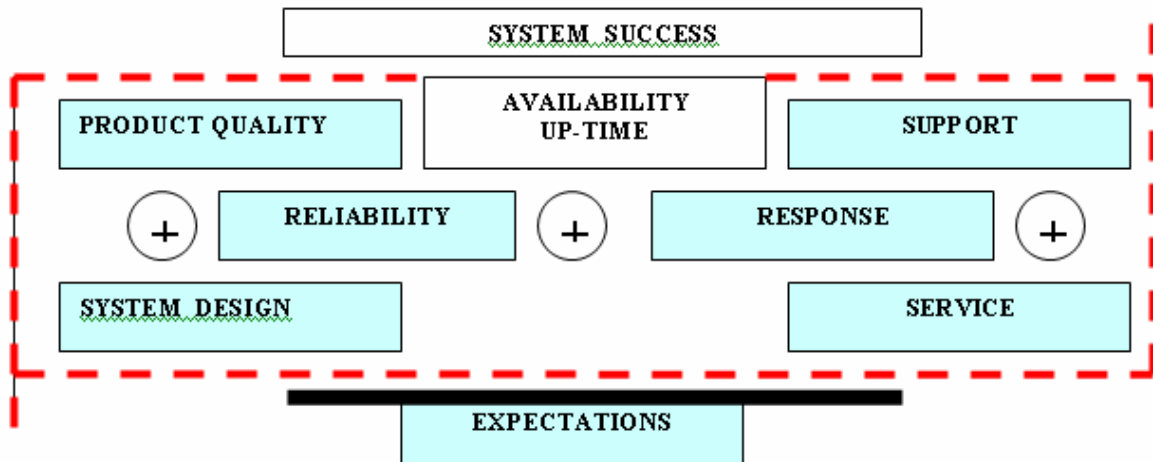 SYSTEM SUCCESS
AVAILABILITY
UP-TIME
PRODUCT QUALITY
SUPPORT
+
RELIABILITY
+
RESPONSE
+
SYSTEM DESIGN
SERVICE
EXPECTATIONS